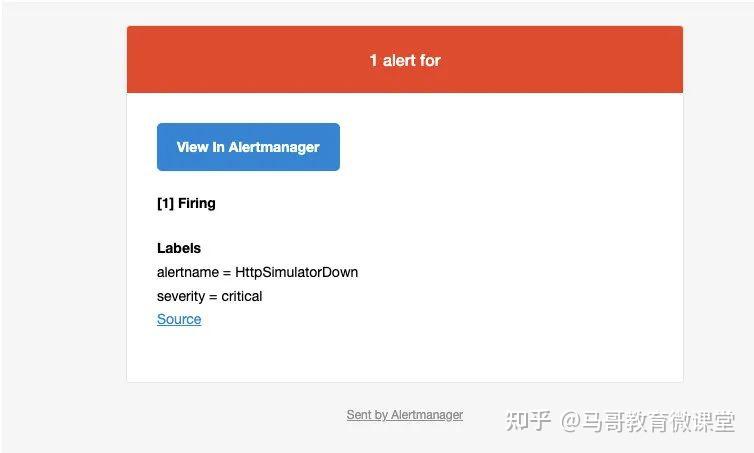 1 alert for
View In Alertmanager
[1] Firing
Labels
alertname = HttpSimulatorDown
severity = critical
Source
Sent by Alertmanager
知乎 @马哥教育微课堂